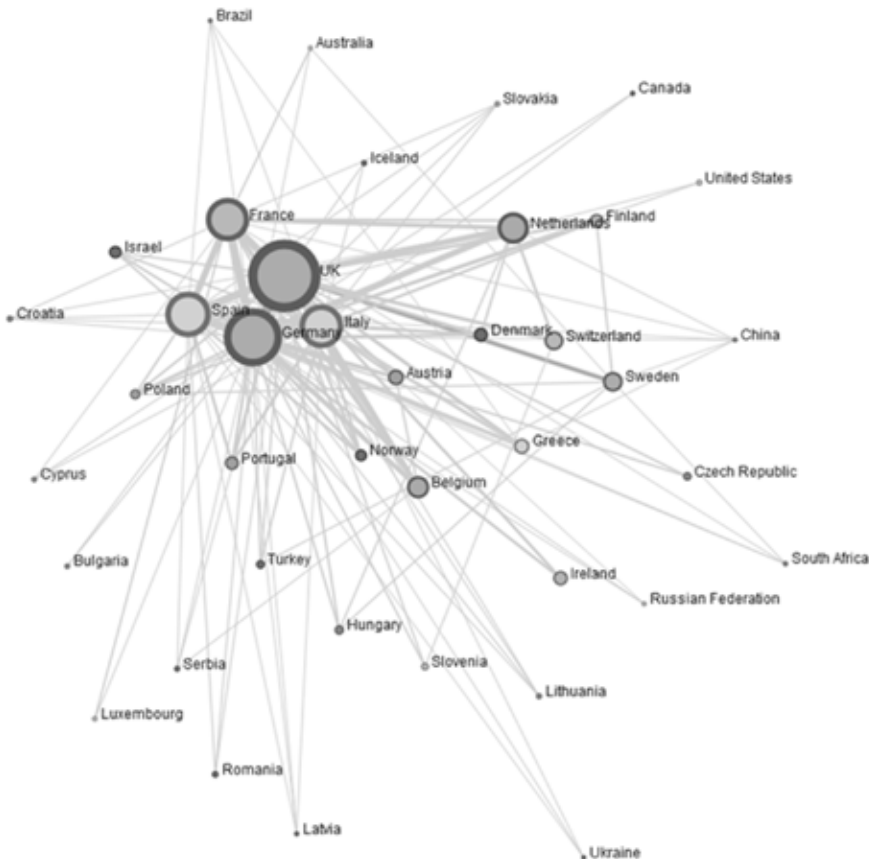 Brazil
Australia
Slovakia
Canada
Iceland
United States
France
Netherlands
Finland
Israel
UK
Spain
Germany
Italy
Croatia
Denmark
Switzerland
China
Austria
Sweden
Poland
Greece
Portugal
Norway
Cyprus
Belgium
Czech Republic
Bulgaria
Turkey
South Africa
Ireland
Russian Federation
Hungary
Serbia
Slovenia
Lithuania
Luxembourg
Romania
Latvia
Ukraine